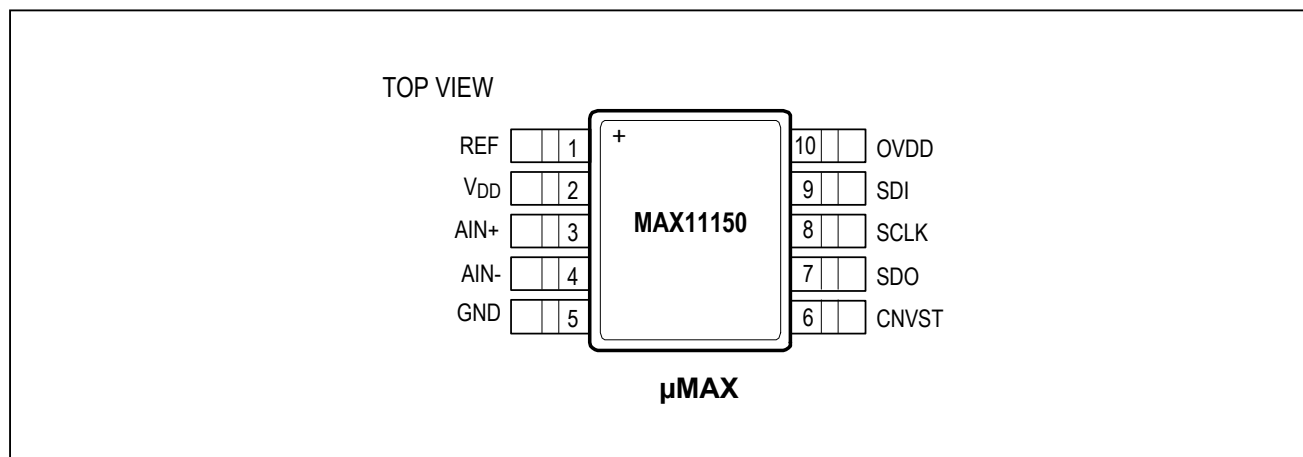 TOP VIEW
REF 1 + 10 OVDD
VDD 2 9 SDI
AIN+ 3 MAX11150 8 SCLK
AIN- 4 7 SDO
GND 5 6 CNVST
µMAX